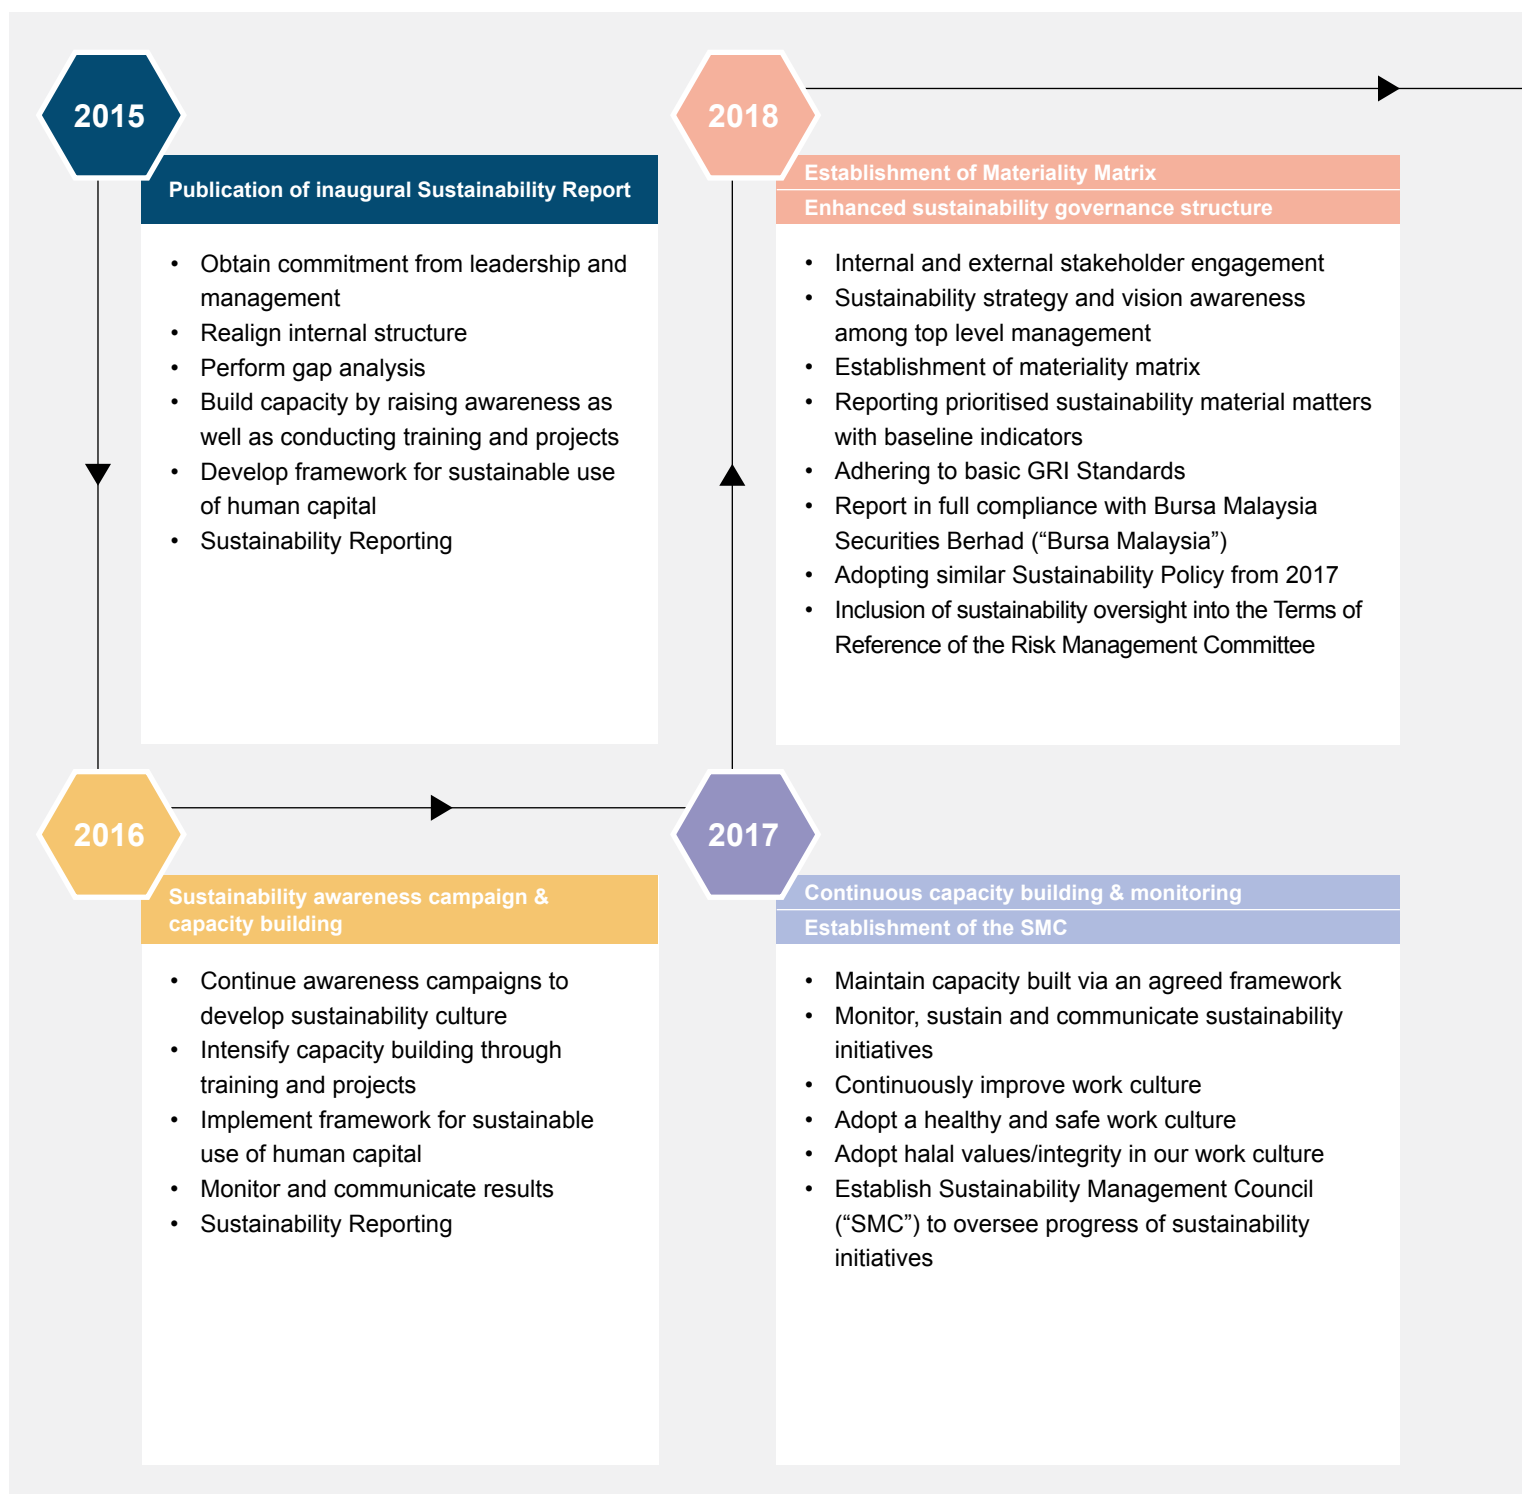 2015
Publication of inaugural Sustainability Report
• Obtain commitment from leadership and
management
• Realign internal structure
• Perform gap analysis
• Build capacity by raising awareness as
well as conducting training and projects
• Develop framework for sustainable use
of human capital
• Sustainability Reporting
2016
Sustainability awareness campaign &
capacity building
• Continue awareness campaigns to
develop sustainability culture
• Intensify capacity building through
training and projects
• Implement framework for sustainable
use of human capital
• Monitor and communicate results
• Sustainability Reporting
2017
Continuous capacity building & monitoring
Establishment of the SMC
• Maintain capacity built via an agreed framework
• Monitor, sustain and communicate sustainability
initiatives
• Continuously improve work culture
• Adopt a healthy and safe work culture
• Adopt halal values/integrity in our work culture
• Establish Sustainability Management Council
(“SMC”) to oversee progress of sustainability
initiatives
2018
Establishment of Materiality Matrix
Enhanced sustainability governance structure
• Internal and external stakeholder engagement
• Sustainability strategy and vision awareness
among top level management
• Establishment of materiality matrix
• Reporting prioritised sustainability material matters
with baseline indicators
• Adhering to basic GRI Standards
• Report in full compliance with Bursa Malaysia
Securities Berhad (“Bursa Malaysia”)
• Adopting similar Sustainability Policy from 2017
• Inclusion of sustainability oversight into the Terms of
Reference of the Risk Management Committee